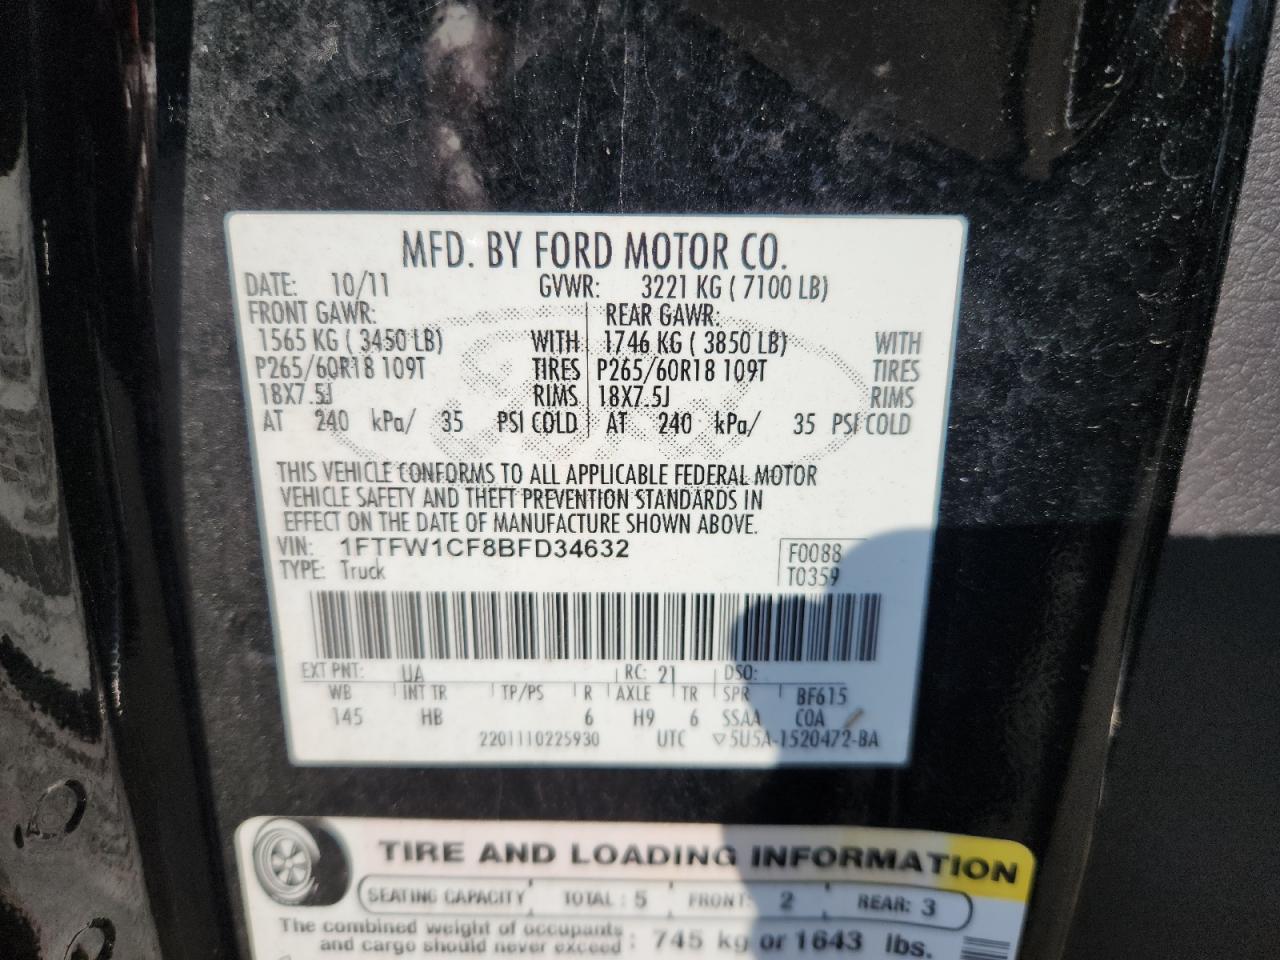 MFD. BY FORD MOTOR CO.
DATE: 10/11 GVWR: 3221 KG ( 7100 LB)
FRONT GAWR: REAR GAWR:
1565 KG ( 3450 LB) WITH 1746 KG ( 3850 LB) WITH
P265/60R18 109T TIRES P265/60R18 109T TIRES
18X7.5J RIMS 18X7.5J RIMS
AT 240 kPa/ 35 PSI COLD AT 240 kPa/ 35 PSI COLD
THIS VEHICLE CONFORMS TO ALL APPLICABLE FEDERAL MOTOR
VEHICLE SAFETY AND THEFT PREVENTION STANDARDS IN
EFFECT ON THE DATE OF MANUFACTURE SHOWN ABOVE.
VIN: 1FTFW1CF8BFD34632 F0088
TYPE: Truck T0359
EXT PNT: UA RC: 21 DSO:
WB INT TR TP/PS R AXLE TR SPR BF615
145 HB 6 H9 6 SSAA COA
2201110225930 UTC ▽5U5A-1520472-BA
TIRE AND LOADING INFORMATION
SEATING CAPACITY TOTAL : 5 FRONT: 2 REAR: 3
The combined weight of occupants
and cargo should never exceed : 745 kg or 1643 lbs.